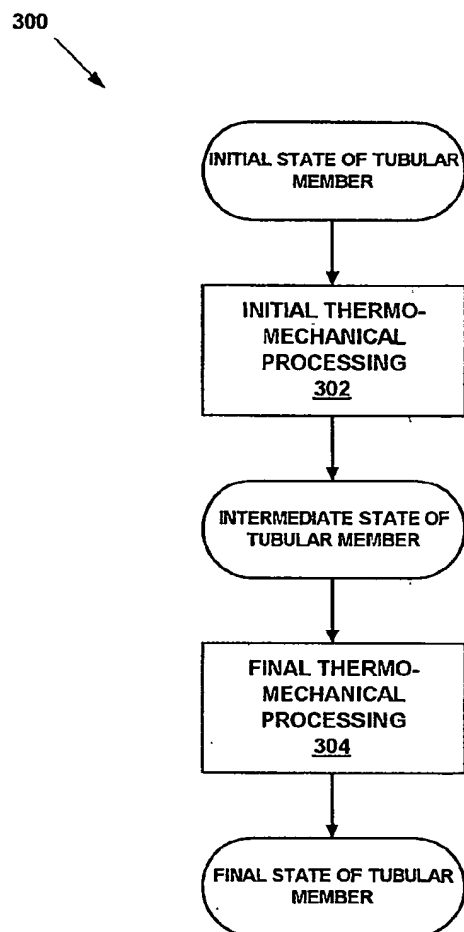 300
INITIAL STATE OF TUBULAR
MEMBER
INITIAL THERMO-
MECHANICAL
PROCESSING
302
INTERMEDIATE STATE OF
TUBULAR MEMBER
FINAL THERMO-
MECHANICAL
PROCESSING
304
FINAL STATE OF TUBULAR
MEMBER